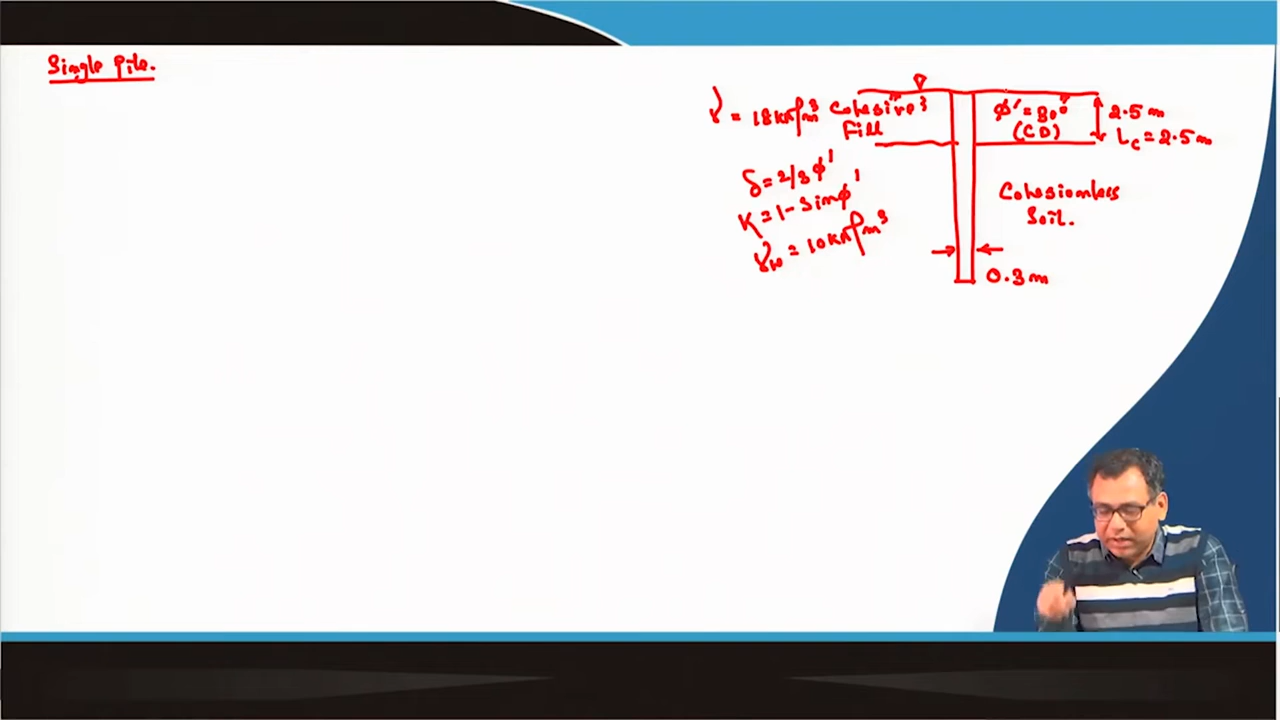 Single Pile.
γ = 18 kN/m³
Cohesive
Fill
φ' = 30°
(CD)
2.5 m
Lc = 2.5 m
δ = 2/3 φ'
K = 1 - sin φ'
γw = 10 kN/m³
Cohesionless
Soil.
0.3 m